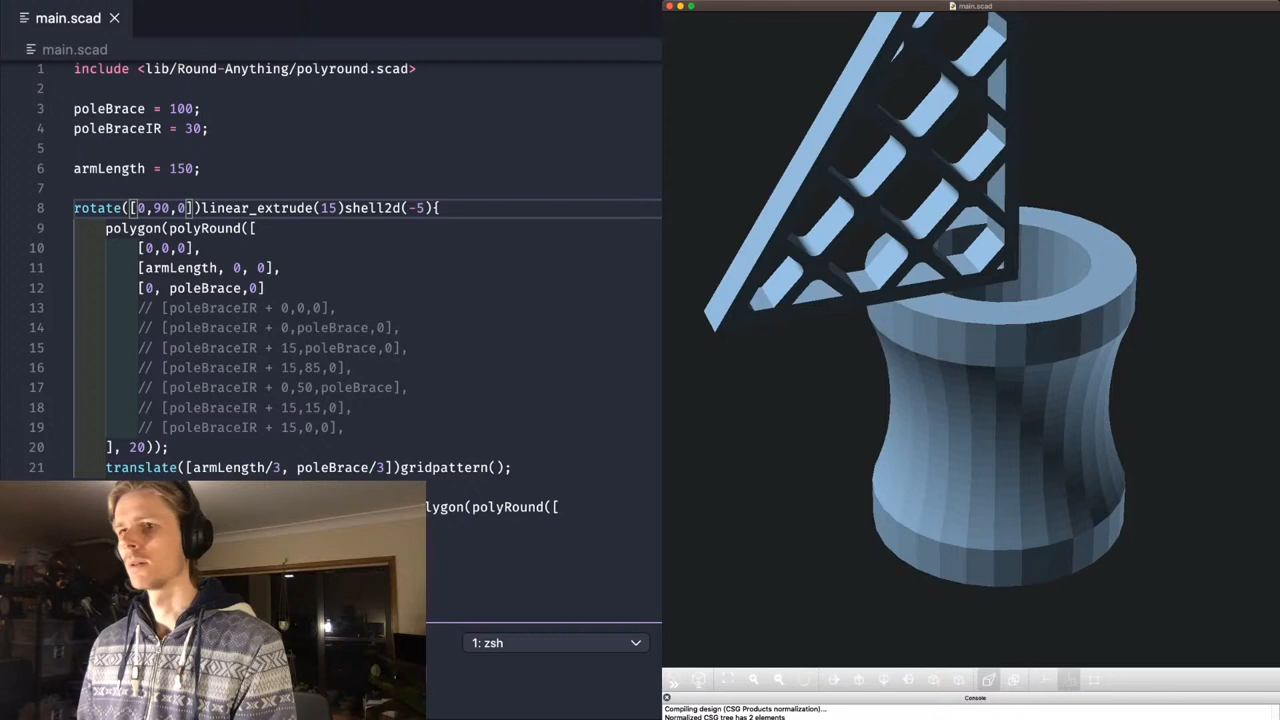 main.scad
main.scad
main.scad
1 include <lib/Round-Anything/polyround.scad>
2
3 poleBrace = 100;
4 poleBraceIR = 30;
5
6 armLength = 150;
7
8 rotate([0,90,0])linear_extrude(15)shell2d(-5){
9 polygon(polyRound([
10 [0,0,0],
11 [armLength, 0, 0],
12 [0, poleBrace,0]
13 // [poleBraceIR + 0,0,0],
14 // [poleBraceIR + 0,poleBrace,0],
15 // [poleBraceIR + 15,poleBrace,0],
16 // [poleBraceIR + 15,85,0],
17 // [poleBraceIR + 0,50,poleBrace],
18 // [poleBraceIR + 15,15,0],
19 // [poleBraceIR + 15,0,0],
20 ], 20));
21 translate([armLength/3, poleBrace/3])gridpattern();
lygon(polyRound([
1: zsh
Console
Compiling design (CSG Products normalization)...
Normalized CSG tree has 2 elements